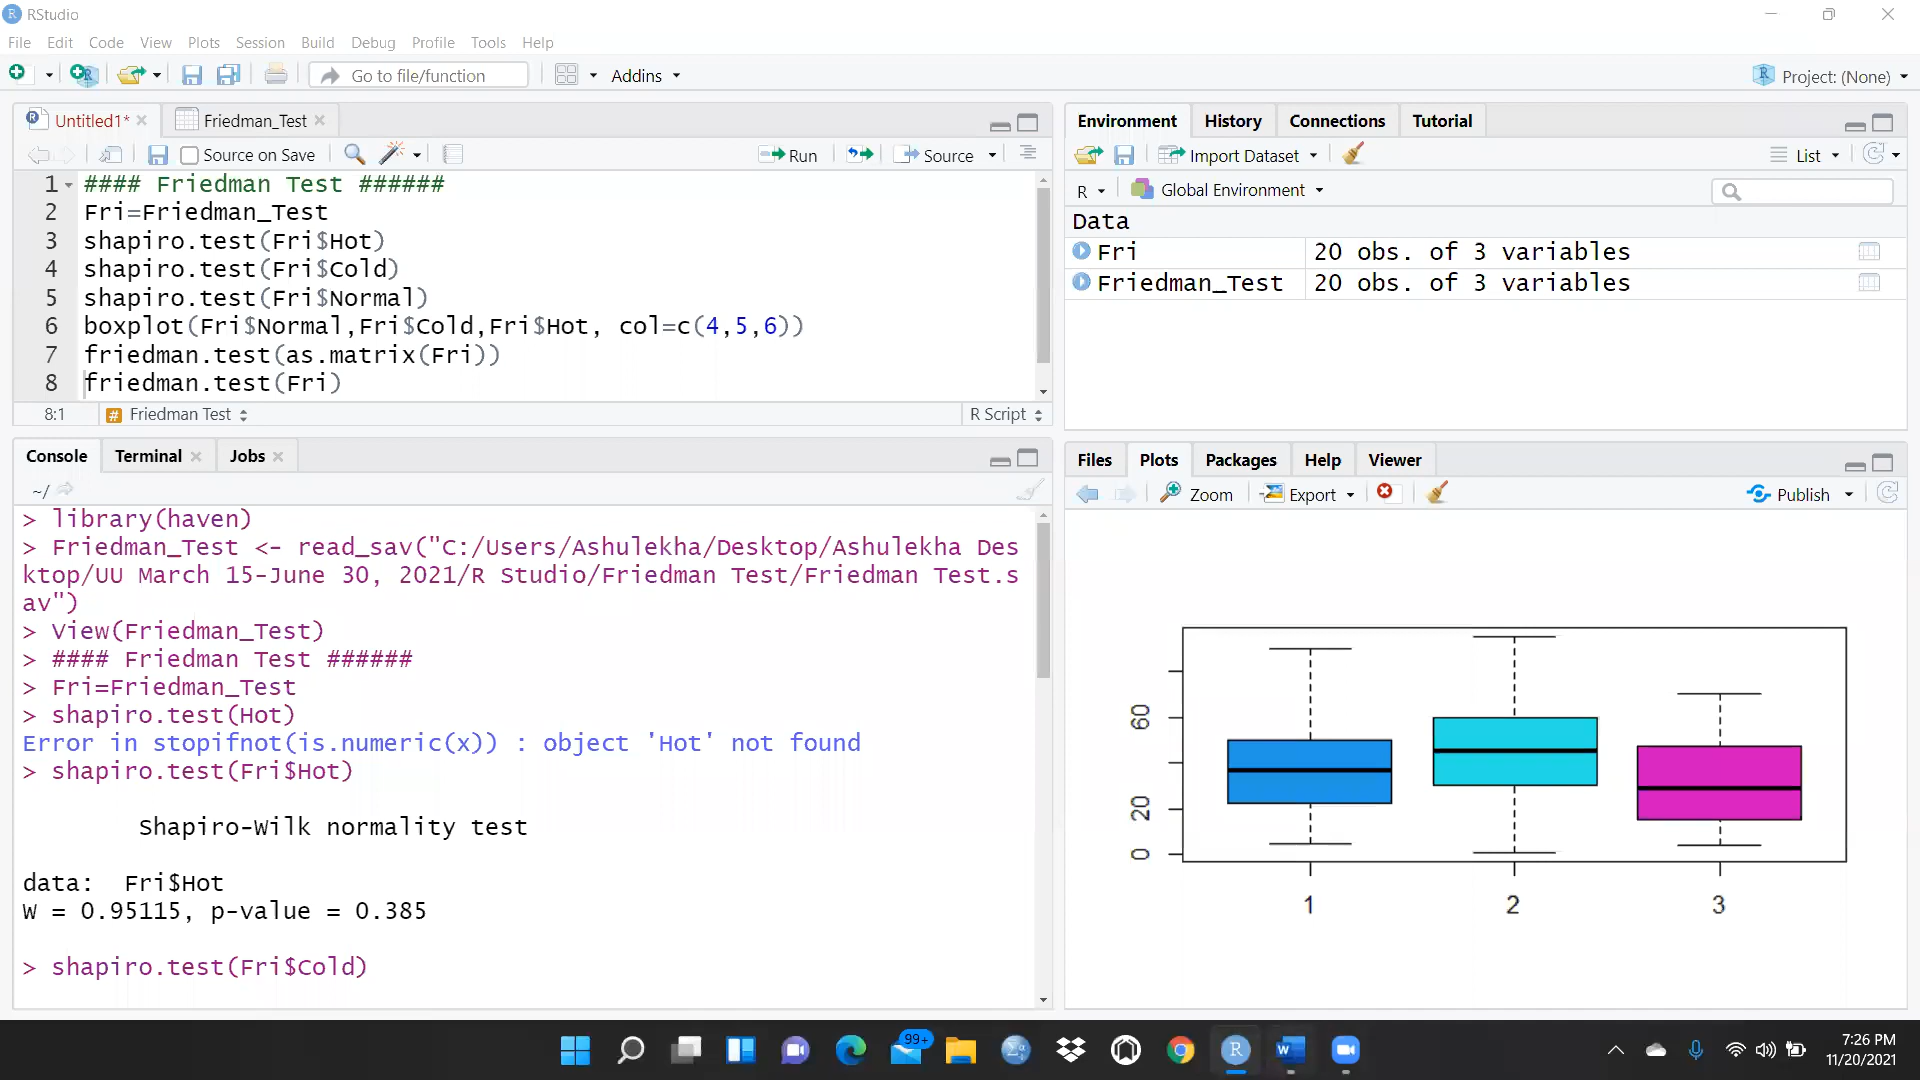 RStudio
File Edit Code View Plots Session Build Debug Profile Tools Help
Go to file/function Addins Project: (None)
Untitled1* Friedman_Test
Source on Save Run Source
1 #### Friedman Test ######
2 Fri=Friedman_Test
3 shapiro.test(Fri$Hot)
4 shapiro.test(Fri$Cold)
5 shapiro.test(Fri$Normal)
6 boxplot(Fri$Normal,Fri$Cold,Fri$Hot, col=c(4,5,6))
7 friedman.test(as.matrix(Fri))
8 friedman.test(Fri)
8:1 # Friedman Test R Script
Console Terminal Jobs
~/
> library(haven)
> Friedman_Test <- read_sav("C:/Users/Ashulekha/Desktop/Ashulekha Des
ktop/UU March 15-June 30, 2021/R Studio/Friedman Test/Friedman Test.s
av")
> View(Friedman_Test)
> #### Friedman Test ######
> Fri=Friedman_Test
> shapiro.test(Hot)
Error in stopifnot(is.numeric(x)) : object 'Hot' not found
> shapiro.test(Fri$Hot)
Shapiro-Wilk normality test
data: Fri$Hot
W = 0.95115, p-value = 0.385
> shapiro.test(Fri$Cold)
Environment History Connections Tutorial
Import Dataset List
R Global Environment
Data
Fri 20 obs. of 3 variables
Friedman_Test 20 obs. of 3 variables
Files Plots Packages Help Viewer
Zoom Export Publish
60
20
0
1 2 3
99+
7:26 PM
11/20/2021